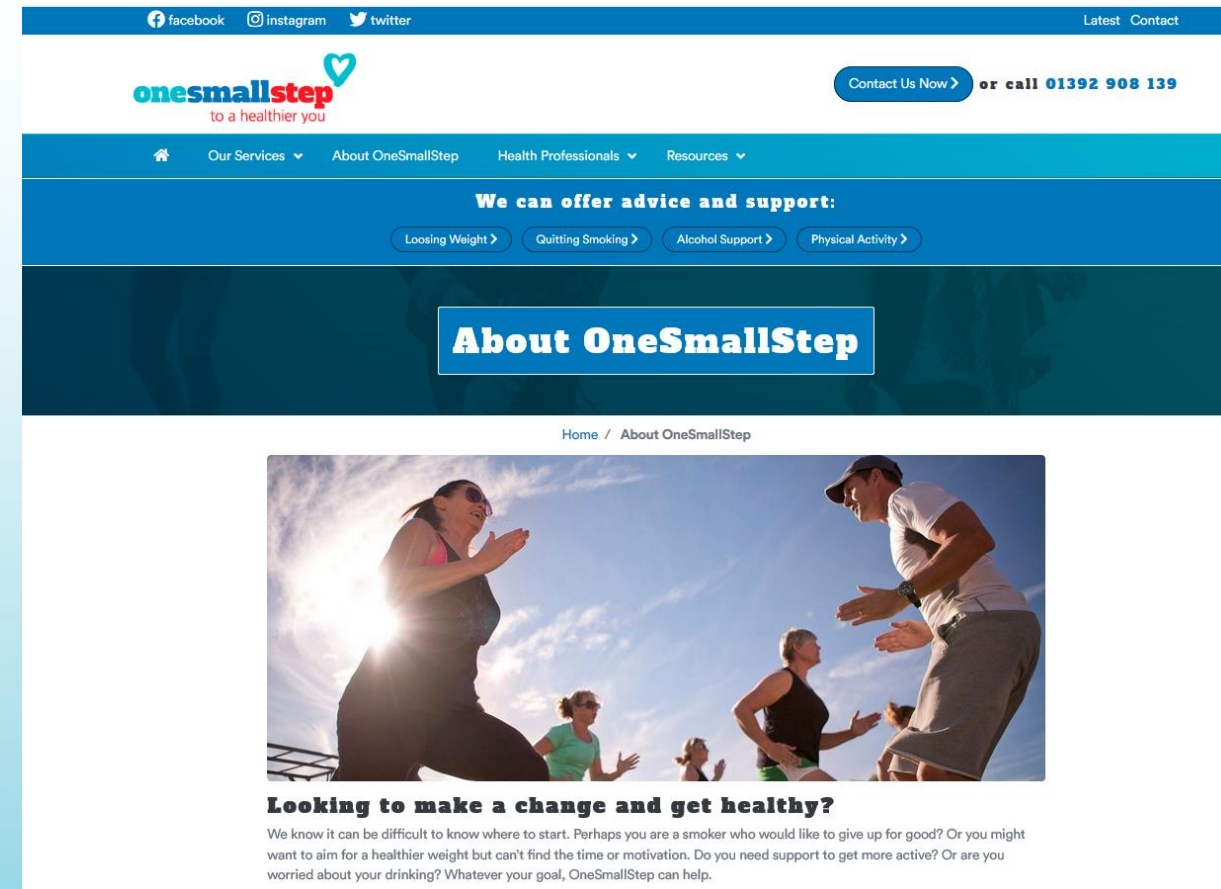 facebook instagram twitter Latest Contact
onesmallstep
to a healthier you
Contact Us Now or call 01392 908 139
Our Services About OneSmallStep Health Professionals Resources
We can offer advice and support:
Loosing Weight Quitting Smoking Alcohol Support Physical Activity
About OneSmallStep
Home / About OneSmallStep
Looking to make a change and get healthy?
We know it can be difficult to know where to start. Perhaps you are a smoker who would like to give up for good? Or you might
want to aim for a healthier weight but can't find the time or motivation. Do you need support to get more active? Or are you
worried about your drinking? Whatever your goal, OneSmallStep can help.